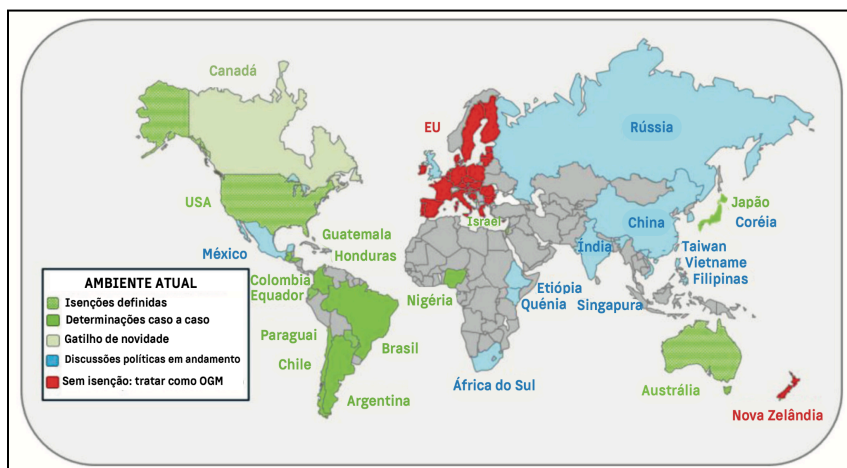 Canadá
EU
Rússia
USA
Japão
Coréia
China
Israel
Guatemala
Honduras
México
Índia
Taiwan
Vietname
Filipinas
AMBIENTE ATUAL
Isenções definidas
Determinações caso a caso
Gatilho de novidade
Discussões políticas em andamento
Sem isenção: tratar como OGM
Colombia
Equador
Nigéria
Etiópia
Quénia
Singapura
Paraguai
Brasil
Chile
África do Sul
Austrália
Argentina
Nova Zelândia